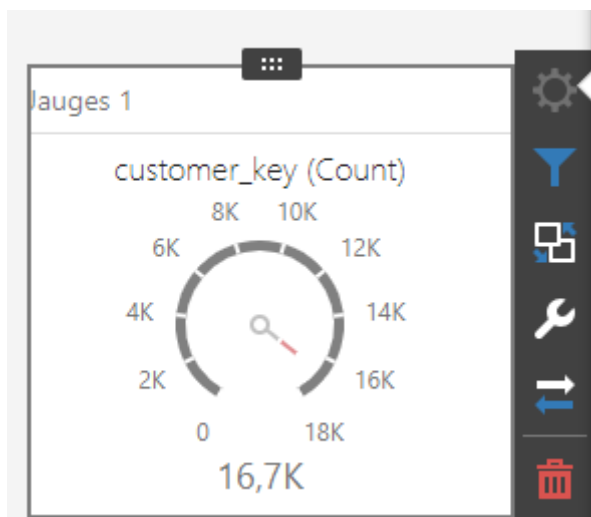 Jauges 1
customer_key (Count)
8K 10K
6K 12K
4K 14K
2K 16K
0 18K
16,7K